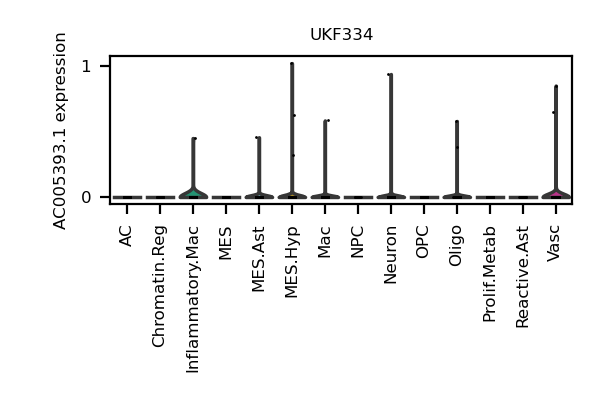 UKF334
AC005393.1 expression
1
0
AC
Chromatin.Reg
Inflammatory.Mac
MES
MES.Ast
MES.Hyp
Mac
NPC
Neuron
OPC
Oligo
Prolif.Metab
Reactive.Ast
Vasc